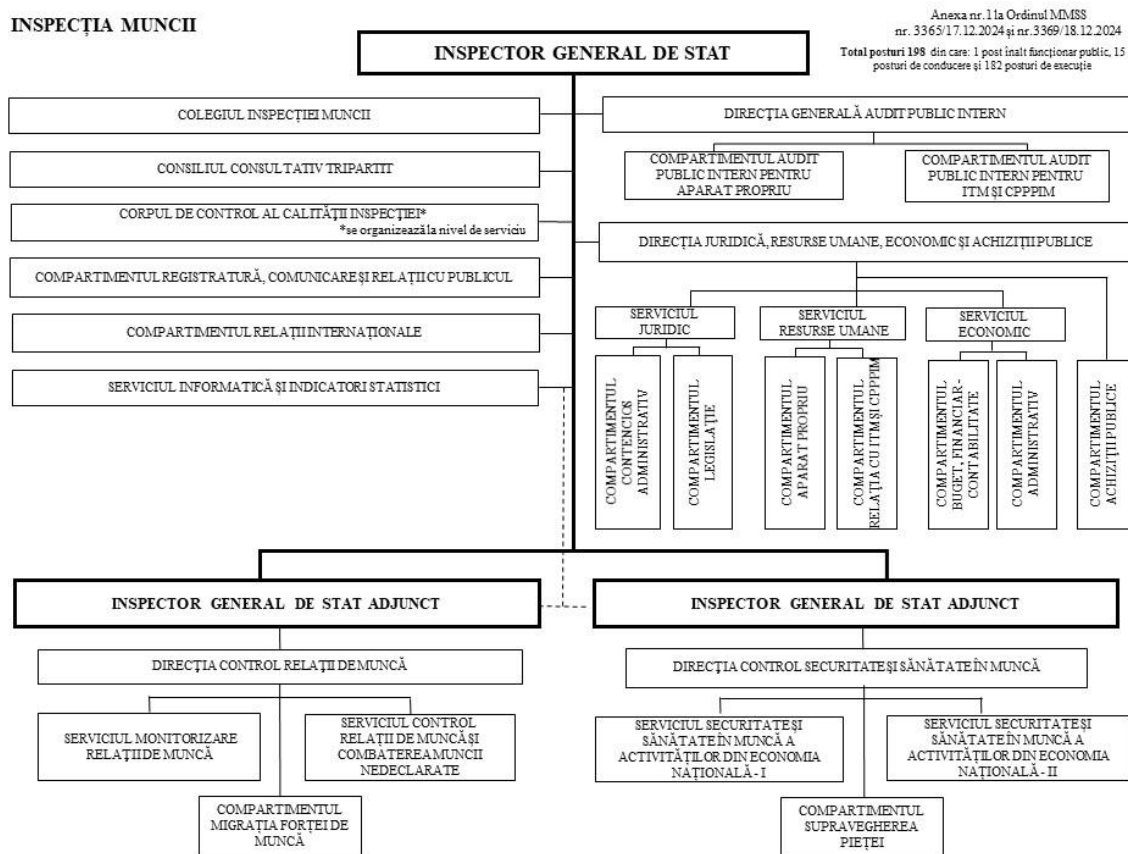 INSPECȚIA MUNCII
Anexa nr.1 la Ordinul MMSS
nr. 3365/17.12.2024 și nr.3369/18.12.2024
Total posturi 198 din care: 1 post înalt funcționar public, 15
posturi de conducere și 182 posturi de execuție
INSPECTOR GENERAL DE STAT
COLEGIUL INSPECȚIEI MUNCII
CONSILIUL CONSULTATIV TRIPARTIT
CORPUL DE CONTROL AL CALITĂȚII INSPECȚIEI*
*se organizează la nivel de serviciu
COMPARTIMENTUL REGISTRATURĂ, COMUNICARE ȘI RELAȚII CU PUBLICUL
COMPARTIMENTUL RELAȚII INTERNAȚIONALE
SERVICIUL INFORMATICĂ ȘI INDICATORI STATISTICI
DIRECȚIA GENERALĂ AUDIT PUBLIC INTERN
COMPARTIMENTUL AUDIT
PUBLIC INTERN PENTRU
APARAT PROPRIU
COMPARTIMENTUL AUDIT
PUBLIC INTERN PENTRU
ITM ȘI CPPPIM
DIRECȚIA JURIDICĂ, RESURSE UMANE, ECONOMIC ȘI ACHIZIȚII PUBLICE
SERVICIUL
JURIDIC
SERVICIUL
RESURSE UMANE
SERVICIUL
ECONOMIC
COMPARTIMENTUL
CONTENCIOS
ADMINISTRATIV
COMPARTIMENTUL
LEGISLAȚIE
COMPARTIMENTUL
APARAT PROPRIU
COMPARTIMENTUL
RELAȚIA CU ITM ȘI CPPPIM
COMPARTIMENTUL
BUGET, FINANCIAR-
CONTABILITATE
COMPARTIMENTUL
ADMINISTRATIV
COMPARTIMENTUL
ACHIZIȚII PUBLICE
INSPECTOR GENERAL DE STAT ADJUNCT
DIRECȚIA CONTROL RELAȚII DE MUNCĂ
SERVICIUL MONITORIZARE
RELAȚII DE MUNCĂ
SERVICIUL CONTROL
RELAȚII DE MUNCĂ ȘI
COMBATEREA MUNCII
NEDECLARATE
COMPARTIMENTUL
MIGRAȚIA FORȚEI DE
MUNCĂ
INSPECTOR GENERAL DE STAT ADJUNCT
DIRECȚIA CONTROL SECURITATE ȘI SĂNĂTATE ÎN MUNCĂ
SERVICIUL SECURITATE ȘI
SĂNĂTATE ÎN MUNCĂ A
ACTIVITĂȚILOR DIN ECONOMIA
NAȚIONALĂ - I
SERVICIUL SECURITATE ȘI
SĂNĂTATE ÎN MUNCĂ A
ACTIVITĂȚILOR DIN ECONOMIA
NAȚIONALĂ - II
COMPARTIMENTUL
SUPRAVEGHEREA
PIEȚEI